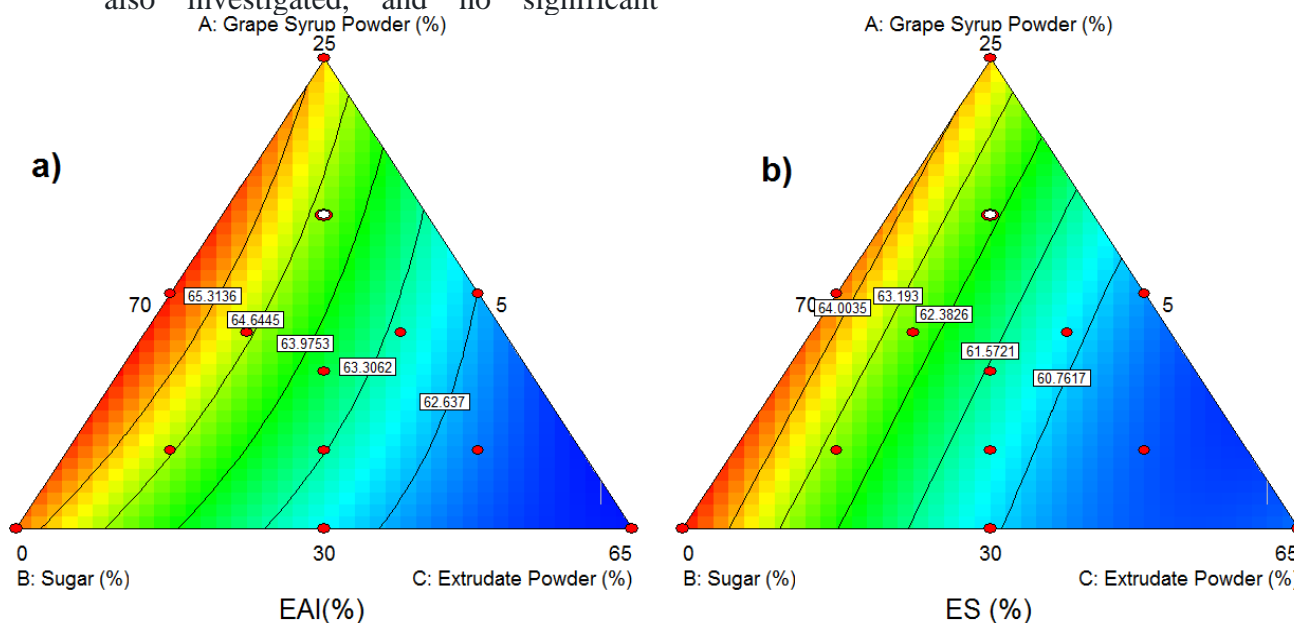 also investigated, and no significant
A: Grape Syrup Powder (%)
25
a)
70
5
65.3136
64.6445
63.9753
63.3062
62.637
0
30
65
B: Sugar (%)
C: Extrudate Powder (%)
EAI(%)
A: Grape Syrup Powder (%)
25
b)
70
5
64.0035
63.193
62.3826
61.5721
60.7617
0
30
65
B: Sugar (%)
C: Extrudate Powder (%)
ES (%)